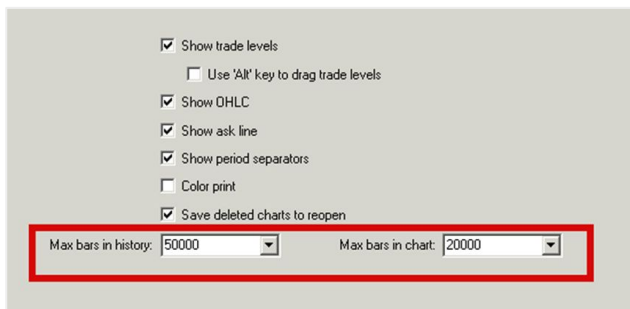 Show trade levels
Use 'Alt' key to drag trade levels
Show OHLC
Show ask line
Show period separators
Color print
Save deleted charts to reopen
Max bars in history: 50000 Max bars in chart: 20000